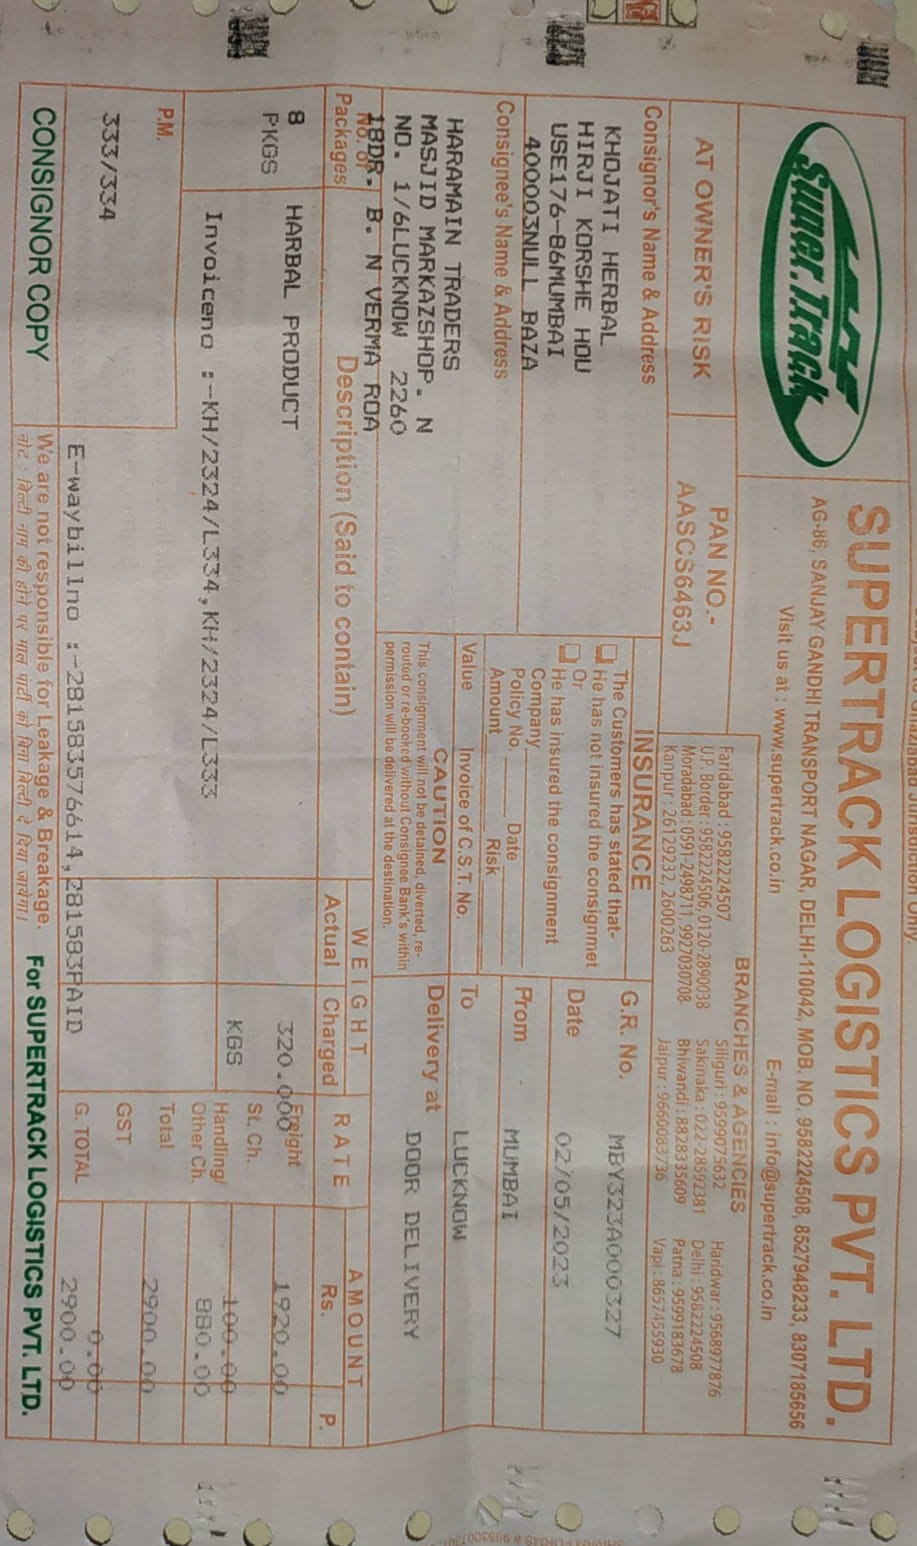 Super.Track
SUPERTRACK LOGISTICS PVT. LTD.
AG-86, SANJAY GANDHI TRANSPORT NAGAR, DELHI-110042, MOB. NO. 9582224508, 8527948233, 8307185656
Visit us at : www.supertrack.co.in E-mail : info@supertrack.co.in
AT OWNER'S RISK
PAN NO.-
AASCS6463J
BRANCHES & AGENCIES
Faridabad : 9582224507 Siliguri : 9599075632 Haridwar : 9568977876
U.P. Border : 9582224506, 0120-2890038 Sakinaka : 022-28592381 Delhi : 9582224508
Moradabad : 0591-2498711, 9927030708 Bhiwandi : 8828335609 Patna : 9599183678
Kanpur : 26129232, 2600263 Jaipur : 9660083736 Vapi : 8657455930
Consignor's Name & Address
KHOJATI HERBAL
HIRJI KORSHE HOU
USE176-86MUMBAI
400003NULL BAZA
Consignee's Name & Address
HARAMAIN TRADERS
MASJID MARKAZSHOP. N
NO. 1/6LUCKNOW 2260
18DR. B. N VERMA ROA
INSURANCE
The Customers has stated that-
He has not insured the consignmet
Or
He has insured the consignment
Company
Policy No. Date
Amount Risk
Value Invoice of C.S.T. No.
CAUTION
This consignment will not be detained, diverted, re-
routed or re-booked without Consignee Bank's within
permission will be delivered at the destination.
G.R. No. MBY323A000327
Date 02/05/2023
Prom MUMBAI
To LUCKNOW
Delivery at DOOR DELIVERY
No. of
Packages
Description (Said to contain)
WEIGHT
Actual Charged
RATE
AMOUNT
Rs. P.
8
PKGS
HARBAL PRODUCT
Invoiceno :-KH/2324/L334,KH/2324/L333
320.000
KGS
Freight 1920.00
St. Ch. 100.00
Handling/
Other Ch. 880.00
Total 2900.00
GST 0.00
G. TOTAL 2900.00
P.M.
333/334
E-waybillno :-281583576614,281583PAID
CONSIGNOR COPY
We are not responsible for Leakage & Breakage.
नोट : बिल्टी नाम की होने पर माल पार्टी को बिना बिल्टी दे दिया जायेगा।
For SUPERTRACK LOGISTICS PVT. LTD.